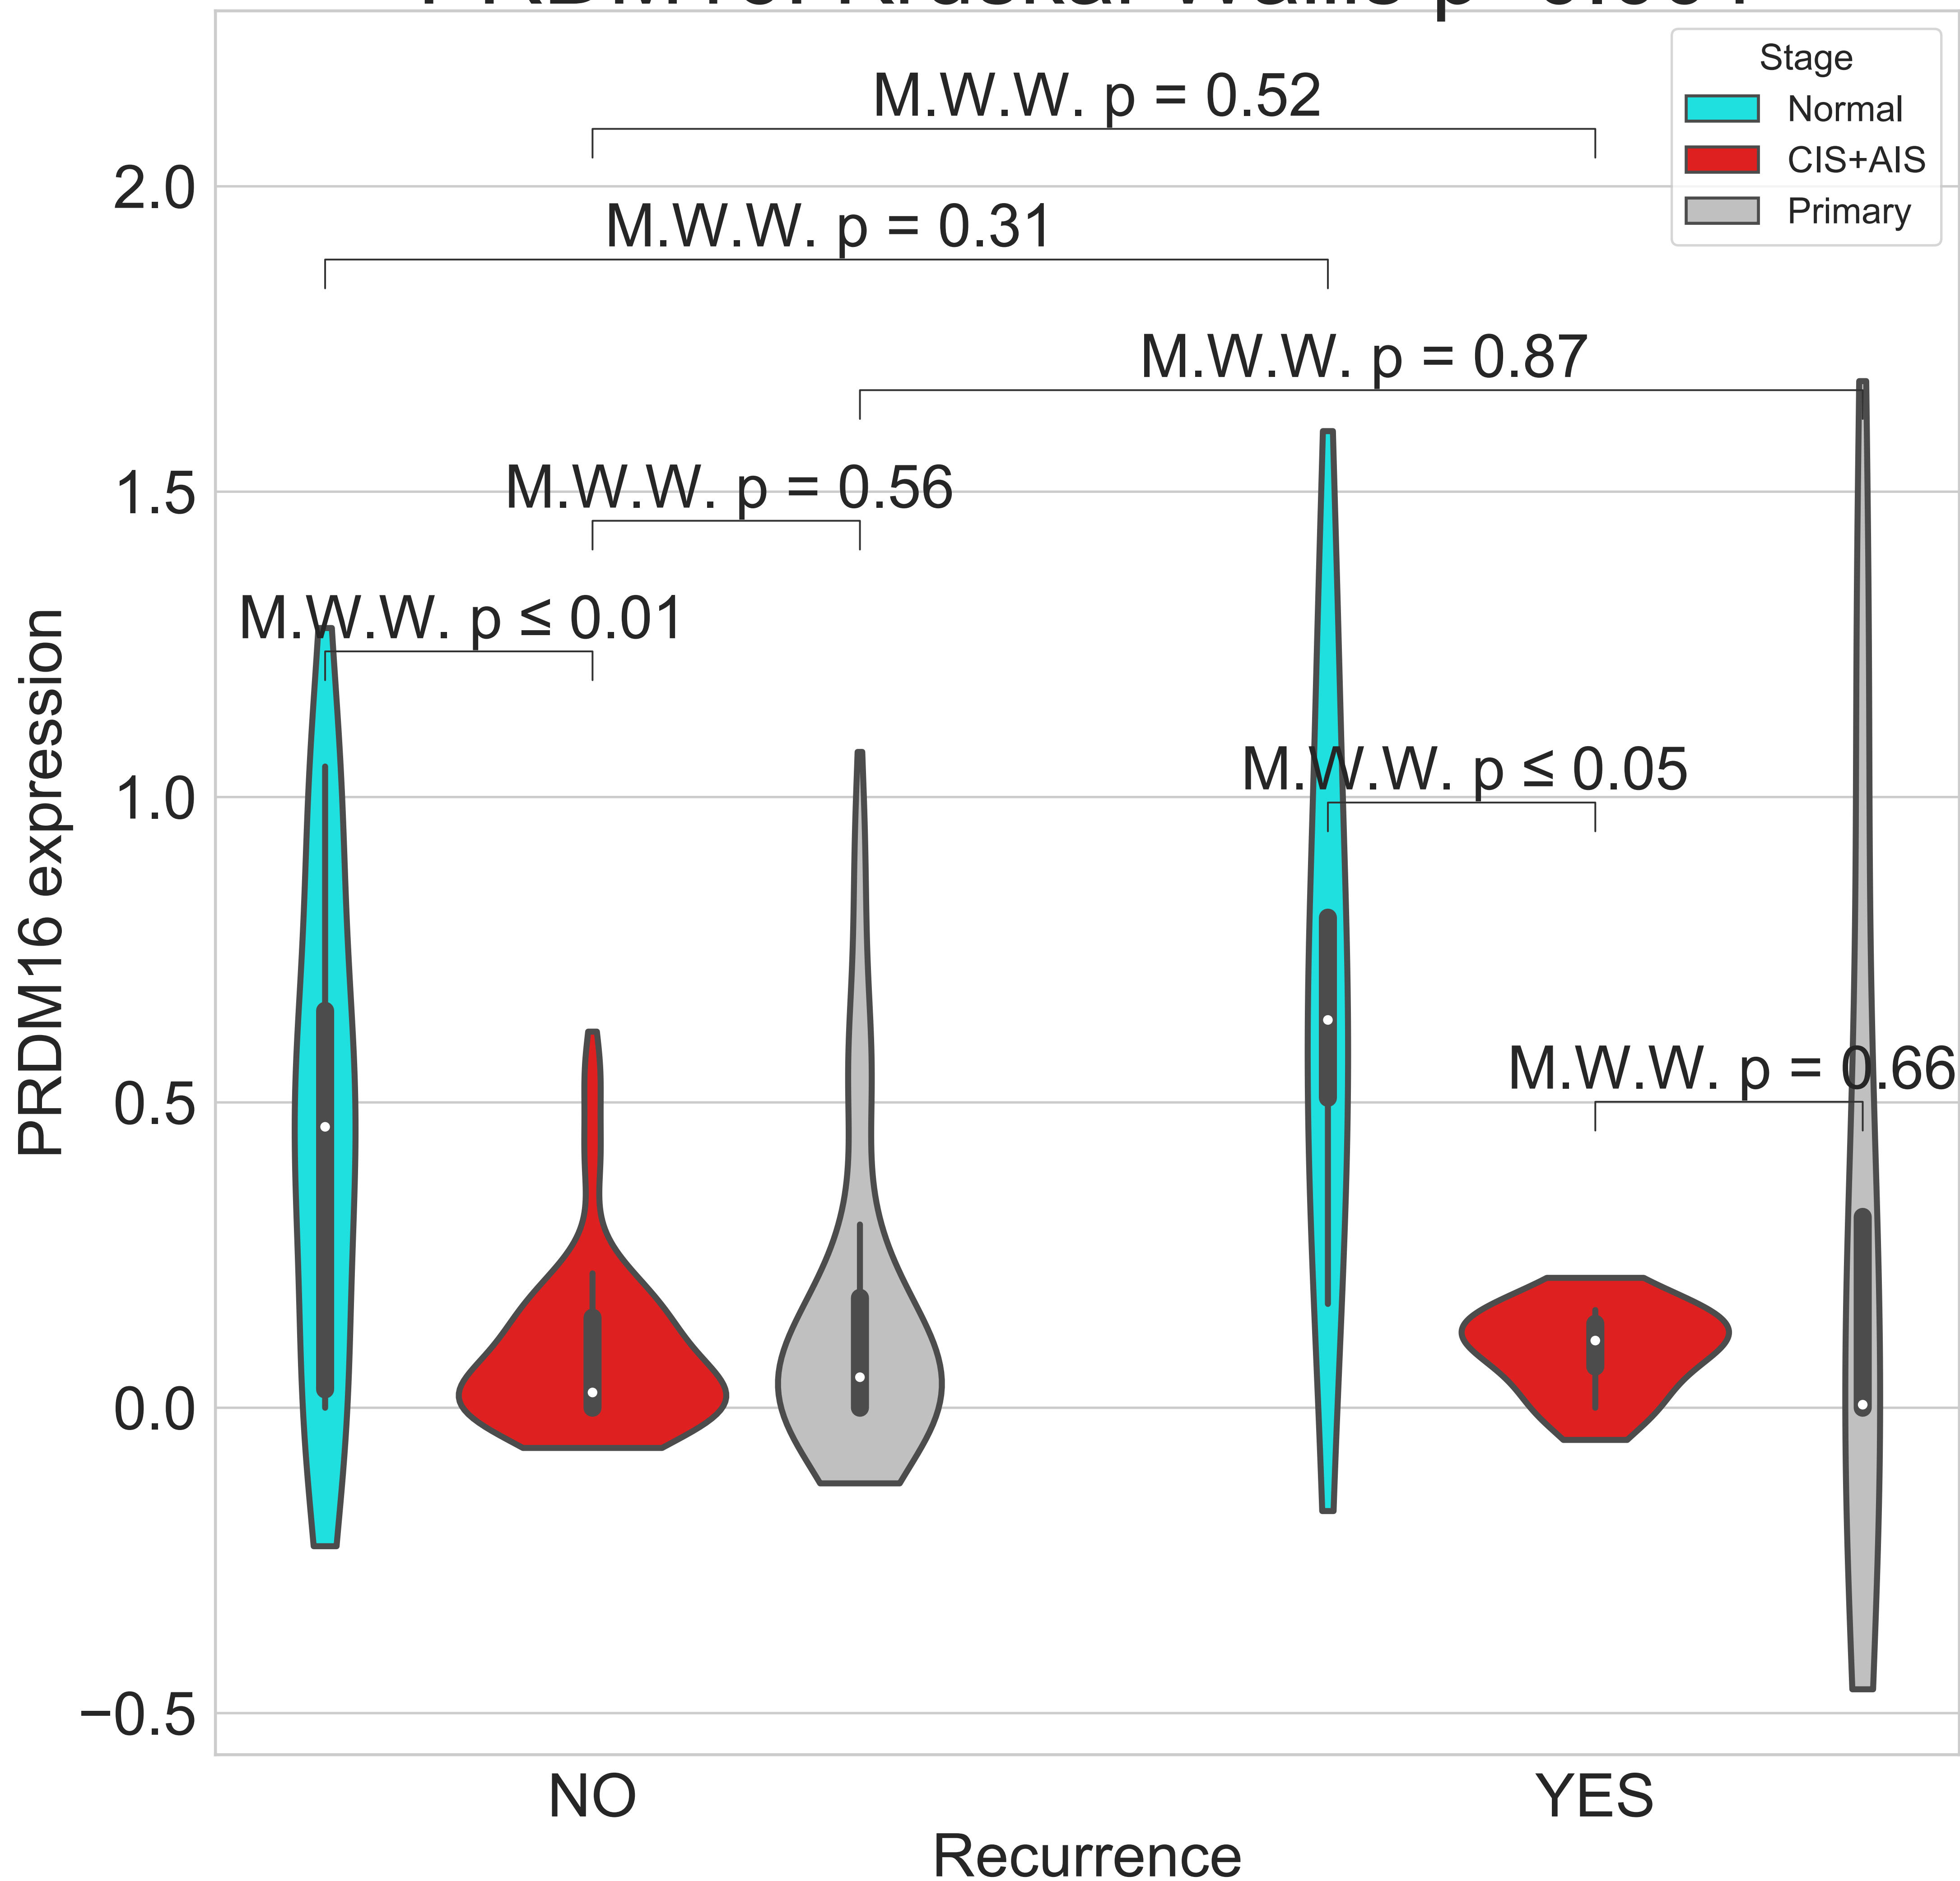 M.W.W. p = 0.52
M.W.W. p = 0.31
M.W.W. p = 0.87
M.W.W. p = 0.56
M.W.W. p ≤ 0.01
M.W.W. p ≤ 0.05
M.W.W. p = 0.66
Stage
Normal
CIS+AIS
Primary
PRDM16 expression
2.0
1.5
1.0
0.5
0.0
−0.5
NO
YES
Recurrence